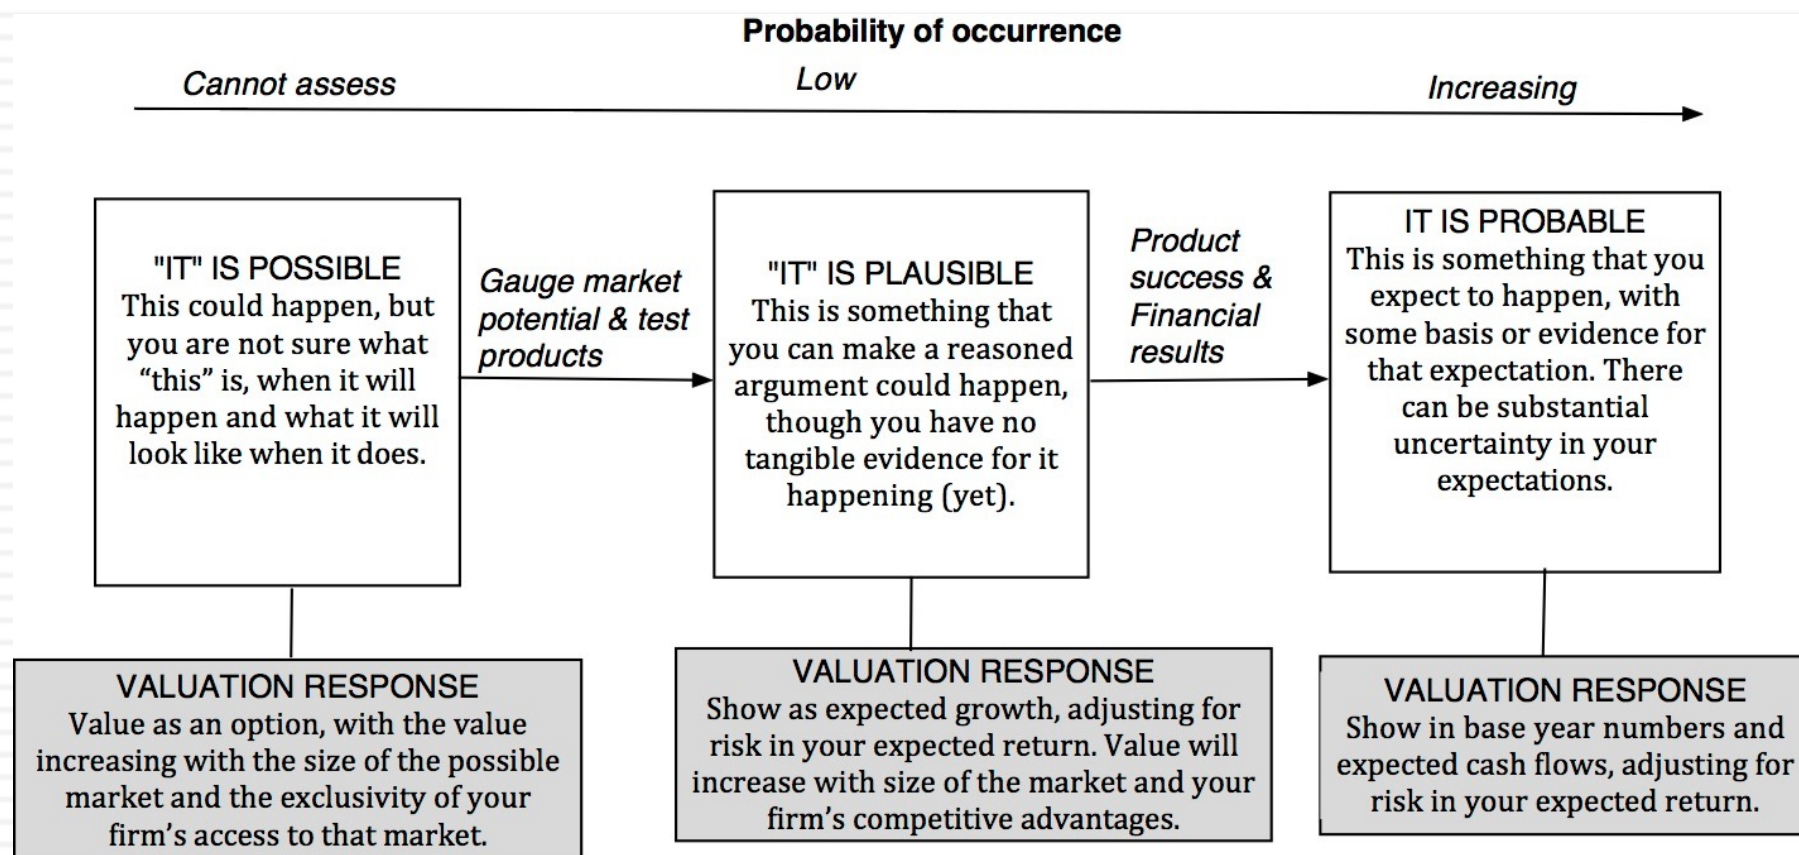 Probability of occurrence
Cannot assess
Low
Increasing
"IT" IS POSSIBLE
This could happen, but
you are not sure what
“this” is, when it will
happen and what it will
look like when it does.
Gauge market
potential & test
products
"IT" IS PLAUSIBLE
This is something that
you can make a reasoned
argument could happen,
though you have no
tangible evidence for it
happening (yet).
Product
success &
Financial
results
IT IS PROBABLE
This is something that you
expect to happen, with
some basis or evidence for
that expectation. There
can be substantial
uncertainty in your
expectations.
VALUATION RESPONSE
Value as an option, with the value
increasing with the size of the possible
market and the exclusivity of your
firm’s access to that market.
VALUATION RESPONSE
Show as expected growth, adjusting for
risk in your expected return. Value will
increase with size of the market and your
firm’s competitive advantages.
VALUATION RESPONSE
Show in base year numbers and
expected cash flows, adjusting for
risk in your expected return.